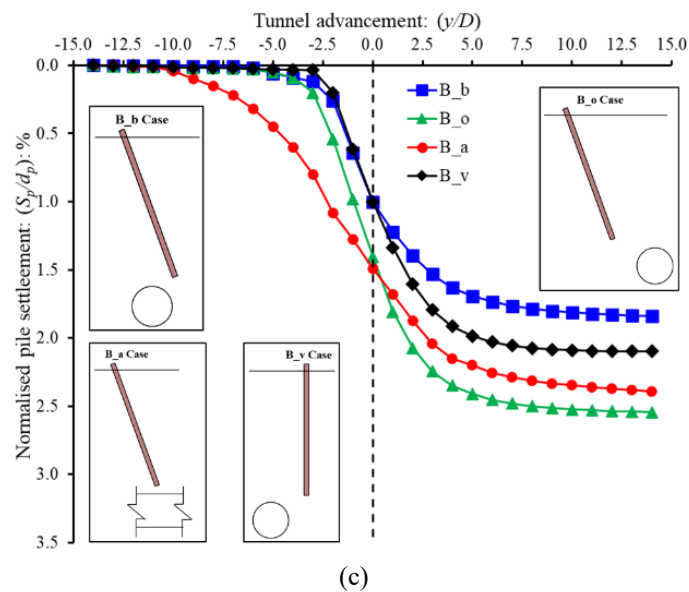 Tunnel advancement: (y/D)
-15.0 -12.5 -10.0 -7.5 -5.0 -2.5 0.0 2.5 5.0 7.5 10.0 12.5 15.0
0.0
0.5
1.0
1.5
2.0
2.5
3.0
3.5
Normalised pile setlleement: (Sp/dp): %
B_b
B_o
B_a
B_v
B_b Case
B_o Case
B_a Case
B_v Case
(c)